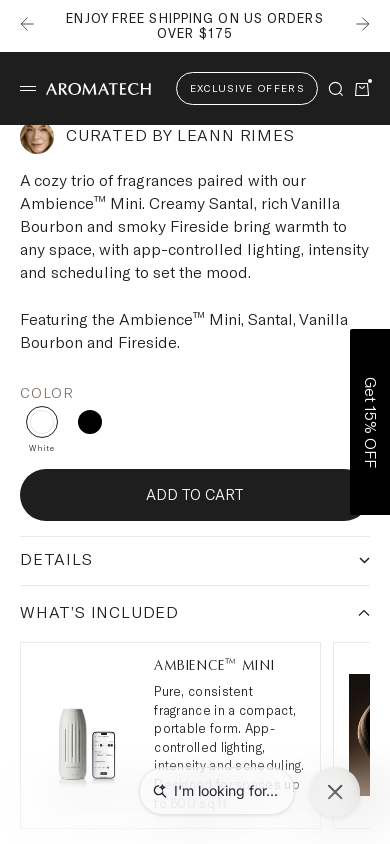 ENJOY FREE SHIPPING ON US ORDERS
OVER $175
AROMATECH
EXCLUSIVE OFFERS
CURATED BY LEANN RIMES
A cozy trio of fragrances paired with our
Ambience™ Mini. Creamy Santal, rich Vanilla
Bourbon and smoky Fireside bring warmth to
any space, with app-controlled lighting, intensity
and scheduling to set the mood.
Featuring the Ambience™ Mini, Santal, Vanilla
Bourbon and Fireside.
Get 15% OFF
COLOR
White
ADD TO CART
DETAILS
WHAT'S INCLUDED
AMBIENCE™ MINI
Pure, consistent
fragrance in a compact,
portable form. App-
controlled lighting,
intensity and scheduling.
I'm looking for...